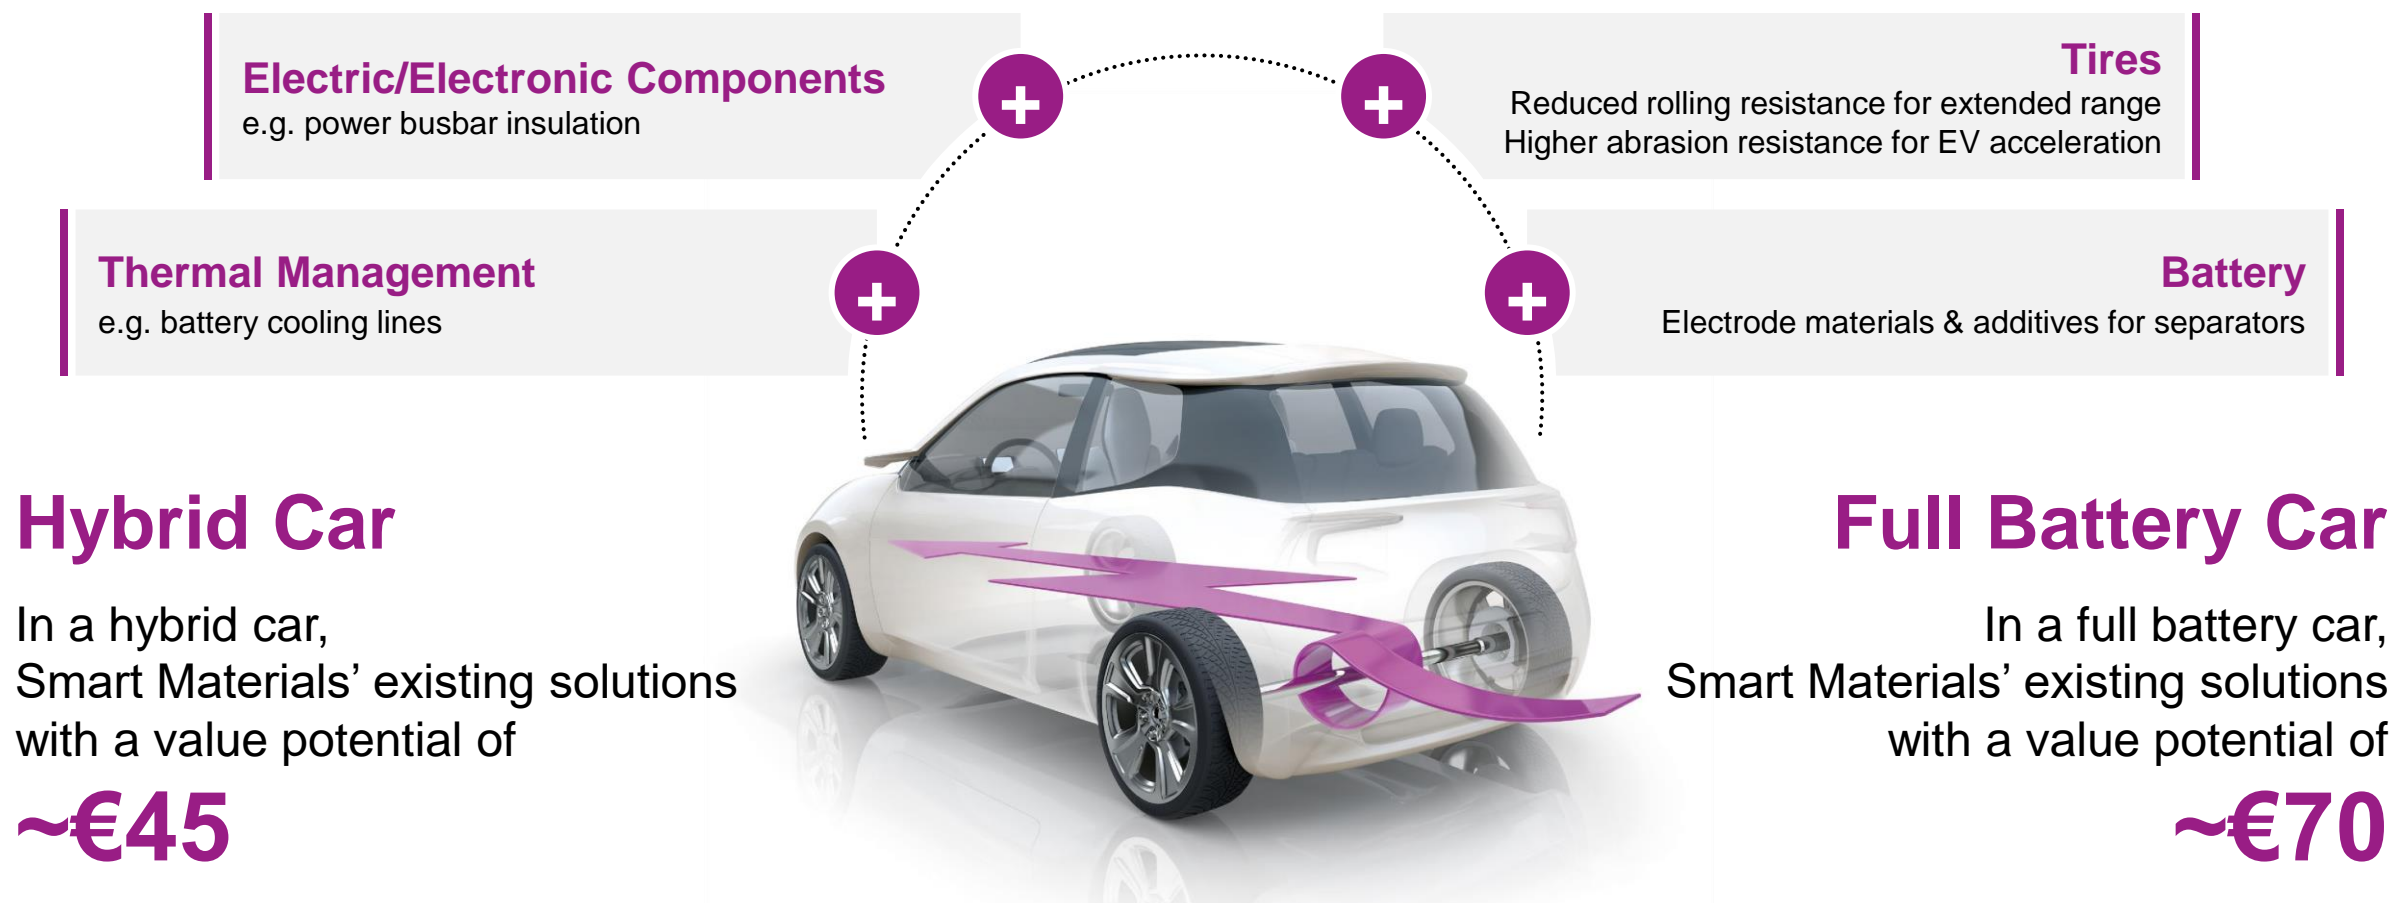 Electric/Electronic Components
e.g. power busbar insulation
Tires
Reduced rolling resistance for extended range
Higher abrasion resistance for EV acceleration
Thermal Management
e.g. battery cooling lines
Battery
Electrode materials & additives for separators
Hybrid Car
In a hybrid car,
Smart Materials’ existing solutions
with a value potential of
~€45
Full Battery Car
In a full battery car,
Smart Materials’ existing solutions
with a value potential of
~€70